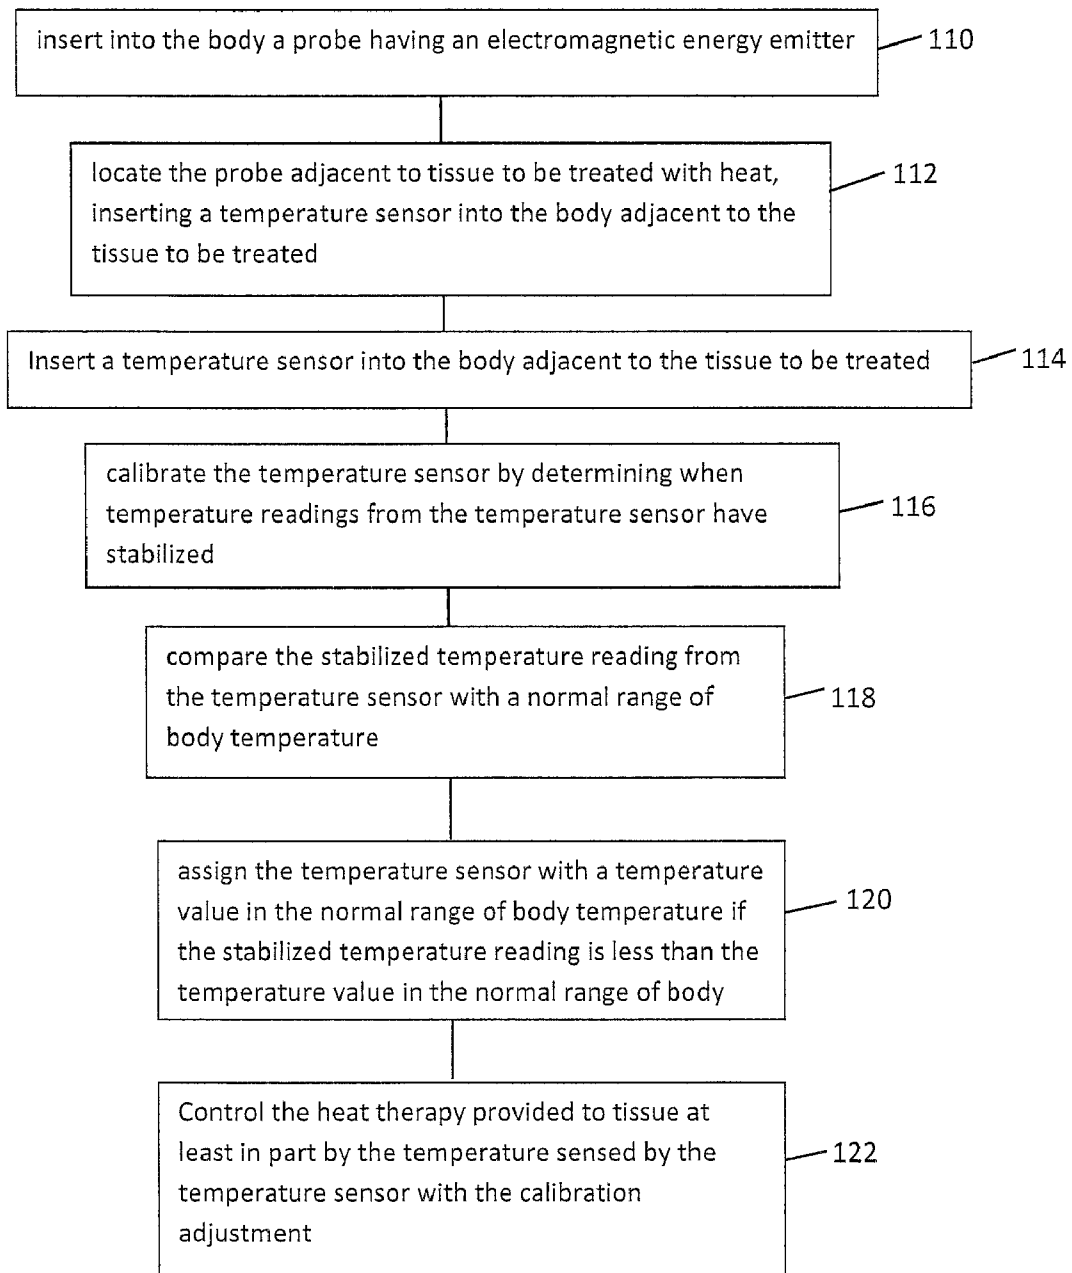 insert into the body a probe having an electromagnetic energy emitter
110
locate the probe adjacent to tissue to be treated with heat,
inserting a temperature sensor into the body adjacent to the
tissue to be treated
112
Insert a temperature sensor into the body adjacent to the tissue to be treated
114
calibrate the temperature sensor by determining when
temperature readings from the temperature sensor have
stabilized
116
compare the stabilized temperature reading from
the temperature sensor with a normal range of
body temperature
118
assign the temperature sensor with a temperature
value in the normal range of body temperature if
the stabilized temperature reading is less than the
temperature value in the normal range of body
120
Control the heat therapy provided to tissue at
least in part by the temperature sensed by the
temperature sensor with the calibration
adjustment
122